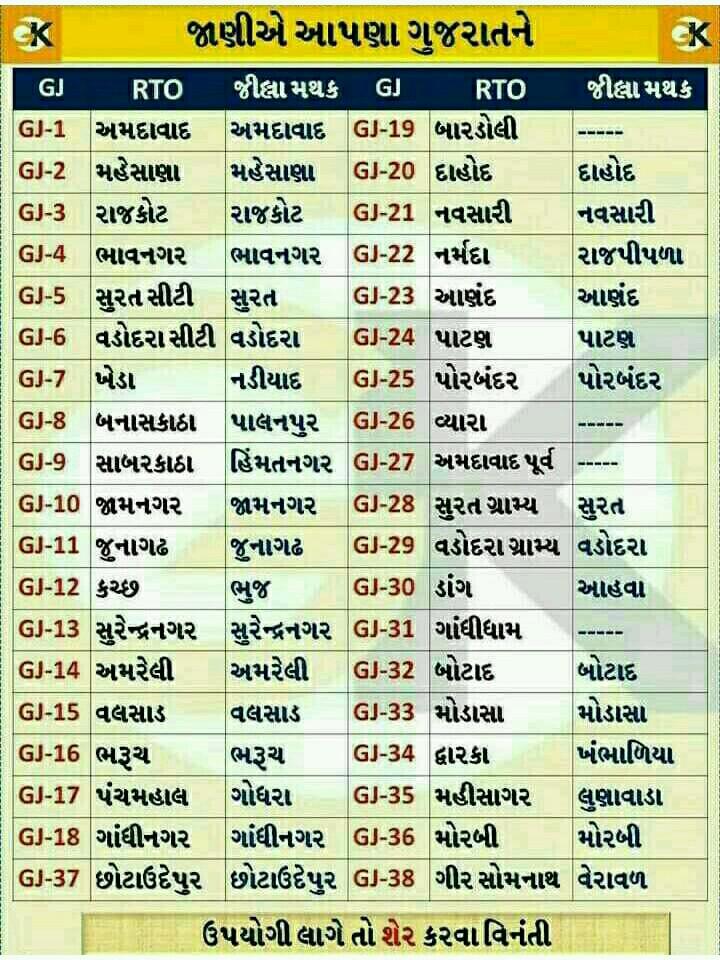 K જાણીએ આપણા ગુજરાતને K
GJ RTO જીલ્લા મથક GJ RTO જીલ્લા મથક
GJ-1 અમદાવાદ અમદાવાદ GJ-19 બારડોલી -----
GJ-2 મહેસાણા મહેસાણા GJ-20 દાહોદ દાહોદ
GJ-3 રાજકોટ રાજકોટ GJ-21 નવસારી નવસારી
GJ-4 ભાવનગર ભાવનગર GJ-22 નર્મદા રાજપીપળા
GJ-5 સુરત સીટી સુરત GJ-23 આણંદ આણંદ
GJ-6 વડોદરા સીટી વડોદરા GJ-24 પાટણ પાટણ
GJ-7 ખેડા નડીયાદ GJ-25 પોરબંદર પોરબંદર
GJ-8 બનાસકાઠા પાલનપુર GJ-26 વ્યારા -----
GJ-9 સાબરકાઠા હિંમતનગર GJ-27 અમદાવાદ પૂર્વ -----
GJ-10 જામનગર જામનગર GJ-28 સુરત ગ્રામ્ય સુરત
GJ-11 જુનાગઢ જુનાગઢ GJ-29 વડોદરા ગ્રામ્ય વડોદરા
GJ-12 કચ્છ ભુજ GJ-30 ડાંગ આહવા
GJ-13 સુરેન્દ્રનગર સુરેન્દ્રનગર GJ-31 ગાંધીધામ -----
GJ-14 અમરેલી અમરેલી GJ-32 બોટાદ બોટાદ
GJ-15 વલસાડ વલસાડ GJ-33 મોડાસા મોડાસા
GJ-16 ભરૂચ ભરૂચ GJ-34 દ્વારકા ખંભાળિયા
GJ-17 પંચમહાલ ગોધરા GJ-35 મહીસાગર લુણાવાડા
GJ-18 ગાંધીનગર ગાંધીનગર GJ-36 મોરબી મોરબી
GJ-37 છોટાઉદેપુર છોટાઉદેપુર GJ-38 ગીર સોમનાથ વેરાવળ
ઉપયોગી લાગે તો શેર કરવા વિનંતી